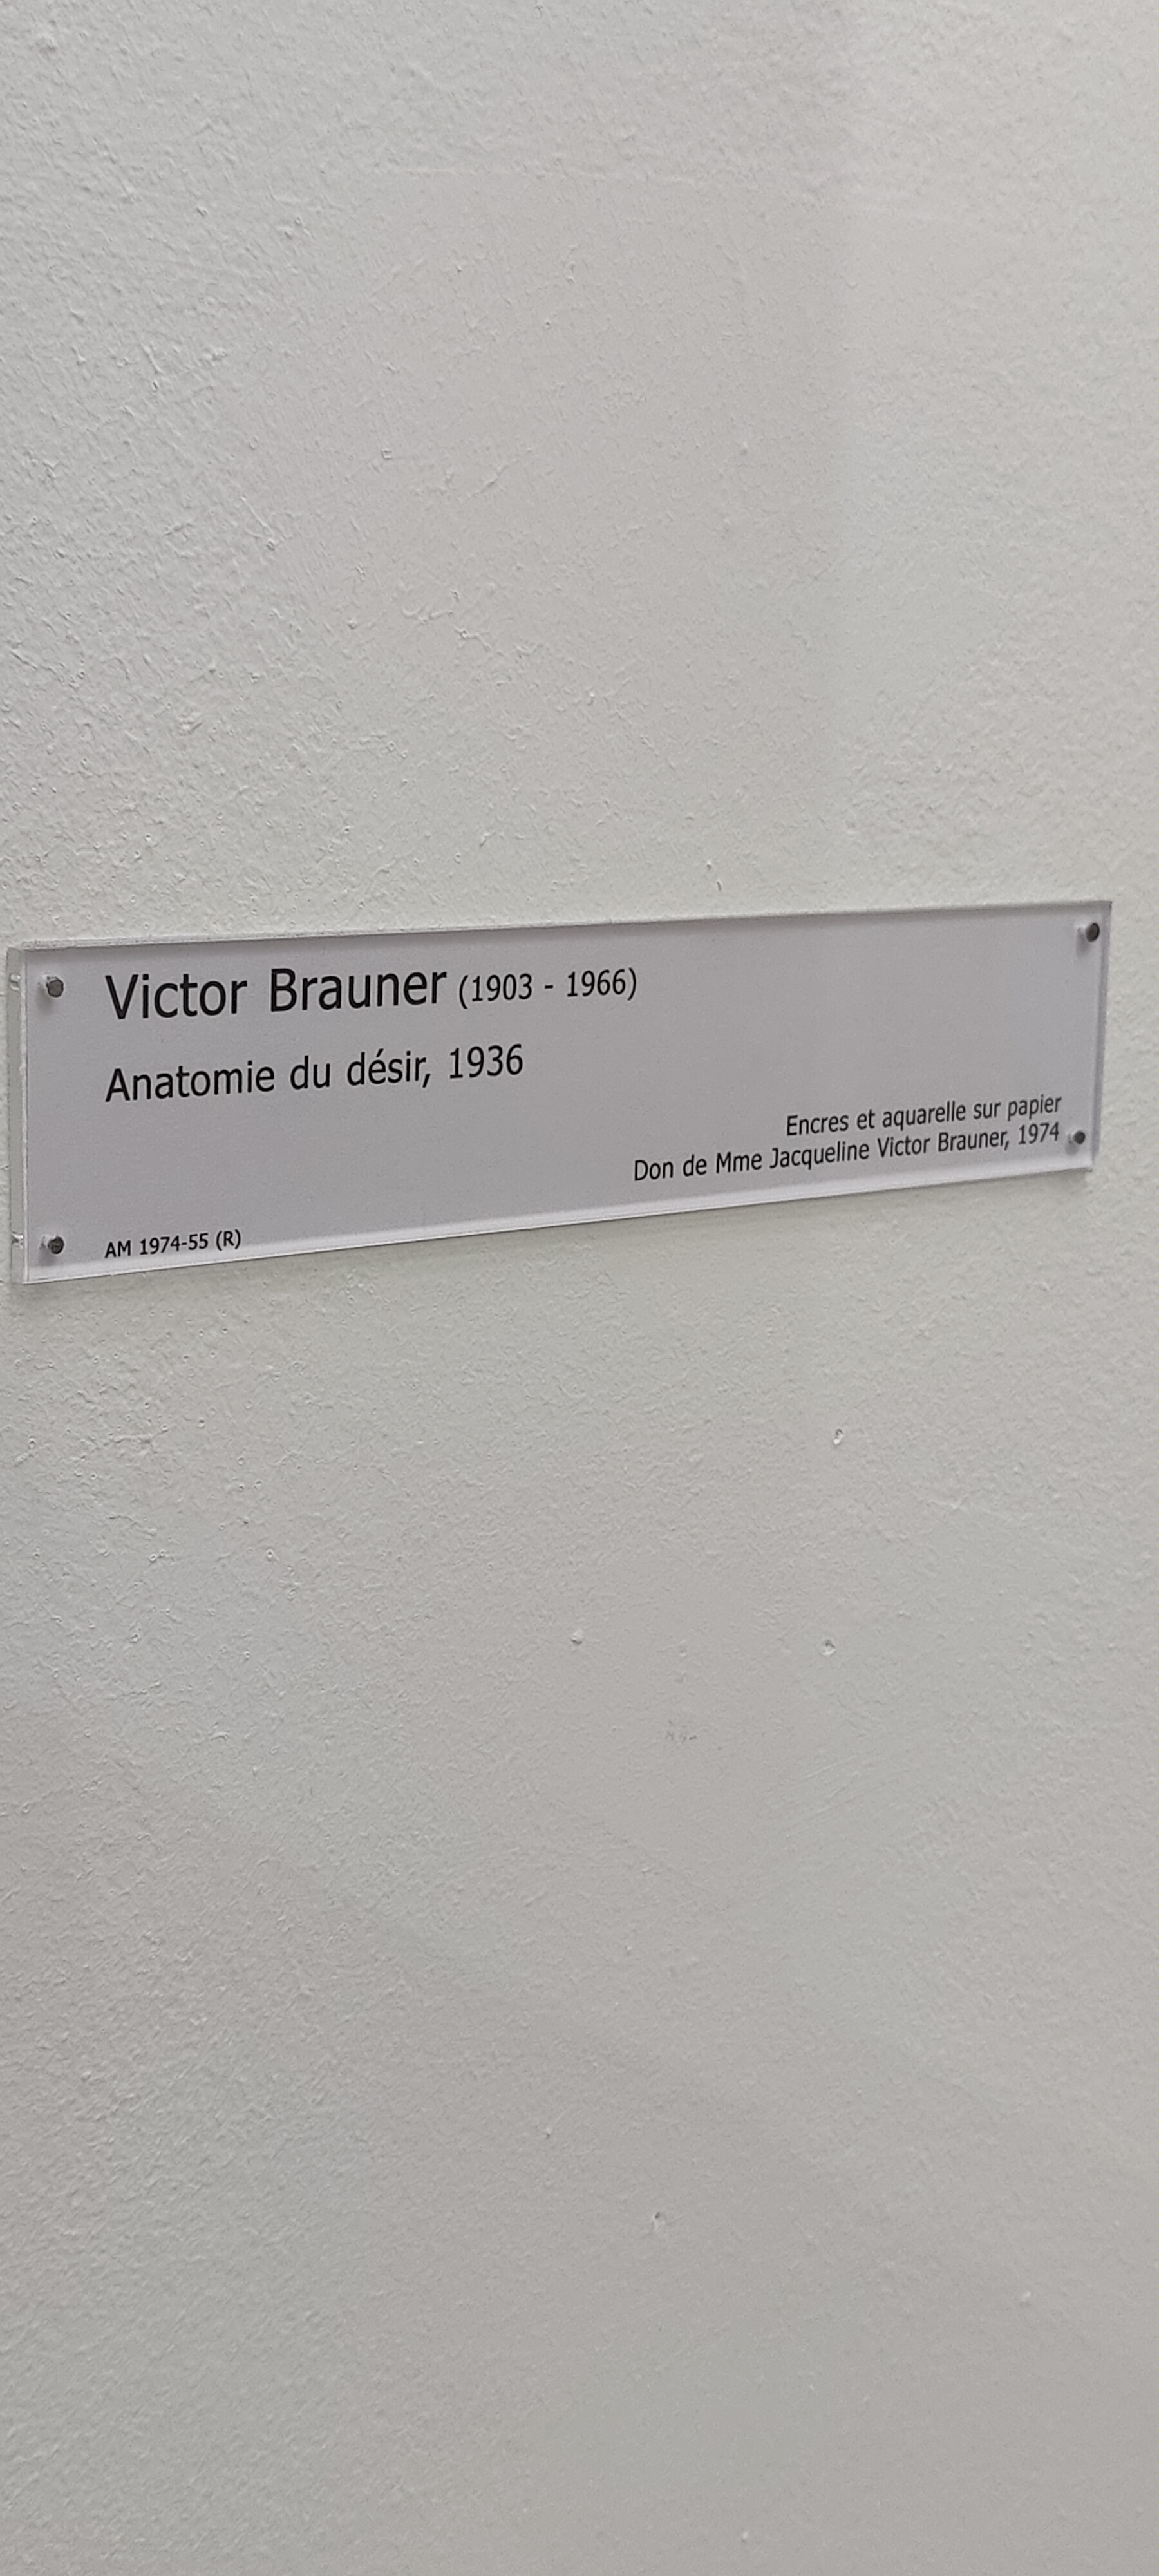 Victor Brauner (1903 - 1966)
Anatomie du désir, 1936
Encres et aquarelle sur papier
Don de Mme Jacqueline Victor Brauner, 1974
AM 1974-55 (R)